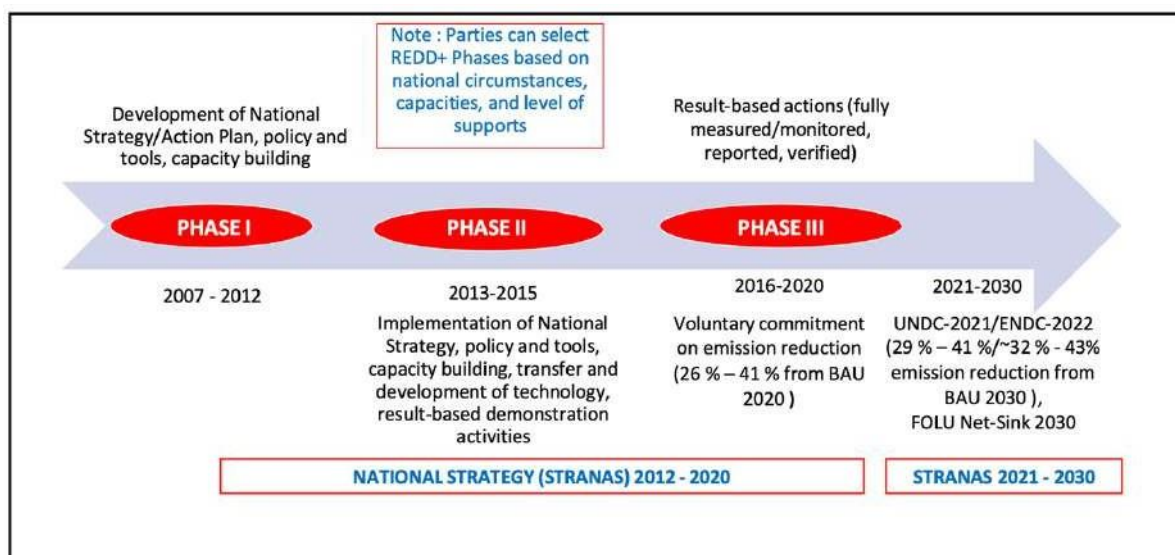 Note : Parties can select
REDD+ Phases based on
national circumstances,
capacities, and level of
supports
Development of National
Strategy/Action Plan, policy and
tools, capacity building
Result-based actions (fully
measured/monitored,
reported, verified)
PHASE I
PHASE II
PHASE III
2007 - 2012
2013-2015
Implementation of National
Strategy, policy and tools,
capacity building, transfer and
development of technology,
result-based demonstration
activities
2016-2020
Voluntary commitment
on emission reduction
(26 % – 41 % from BAU
2020 )
2021-2030
UNDC-2021/ENDC-2022
(29 % – 41 %/~32 % - 43%
emission reduction from
BAU 2030 ),
FOLU Net-Sink 2030
NATIONAL STRATEGY (STRANAS) 2012 - 2020
STRANAS 2021 - 2030